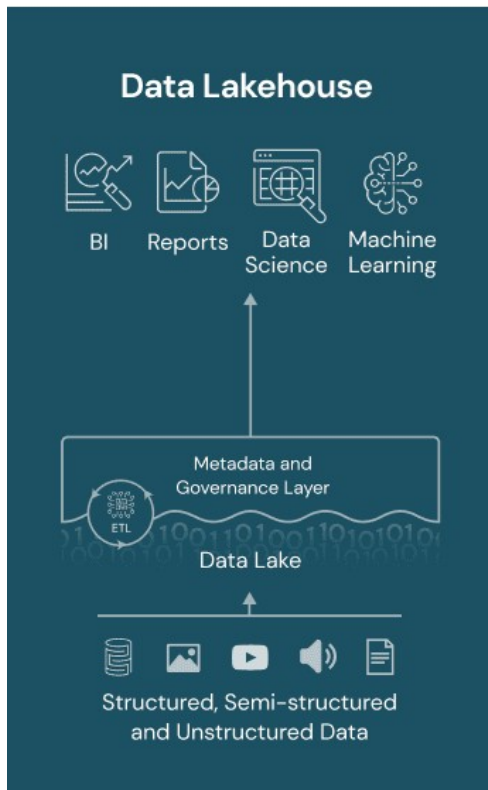 Data Lakehouse
BI
Reports
Data
Science
Machine
Learning
Metadata and
Governance Layer
ETL
Data Lake
Structured, Semi-structured
and Unstructured Data